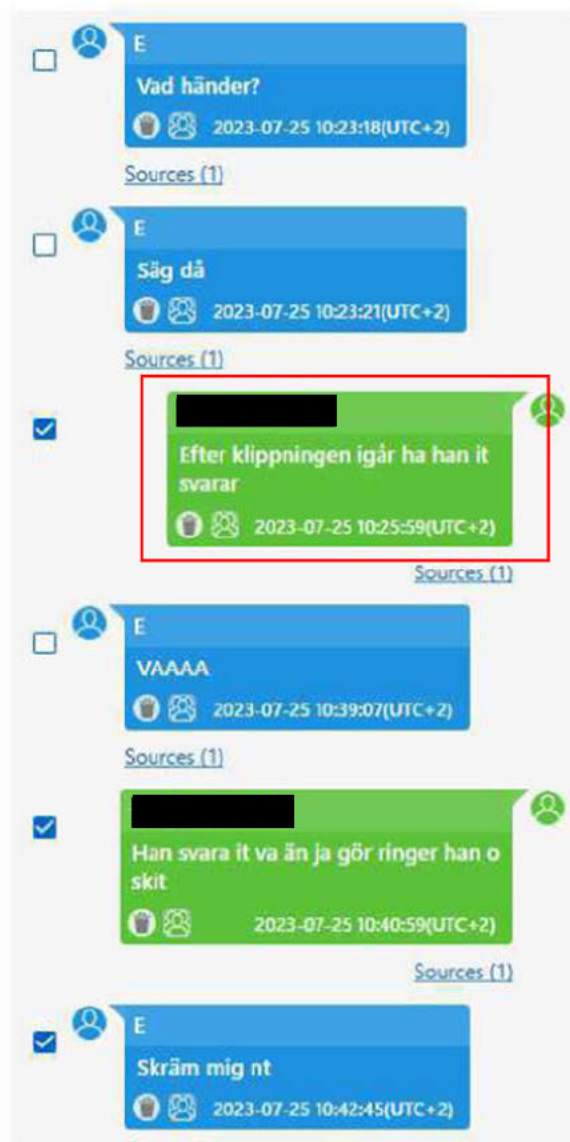 E
Vad händer?
2023-07-25 10:23:18(UTC+2)
Sources (1)
E
Säg då
2023-07-25 10:23:21(UTC+2)
Sources (1)
Efter klippningen igår ha han it
svarar
2023-07-25 10:25:59(UTC+2)
Sources (1)
E
VAAAA
2023-07-25 10:39:07(UTC+2)
Sources (1)
Han svara it va än ja gör ringer han o
skit
2023-07-25 10:40:59(UTC+2)
Sources (1)
E
Skräm mig nt
2023-07-25 10:42:45(UTC+2)